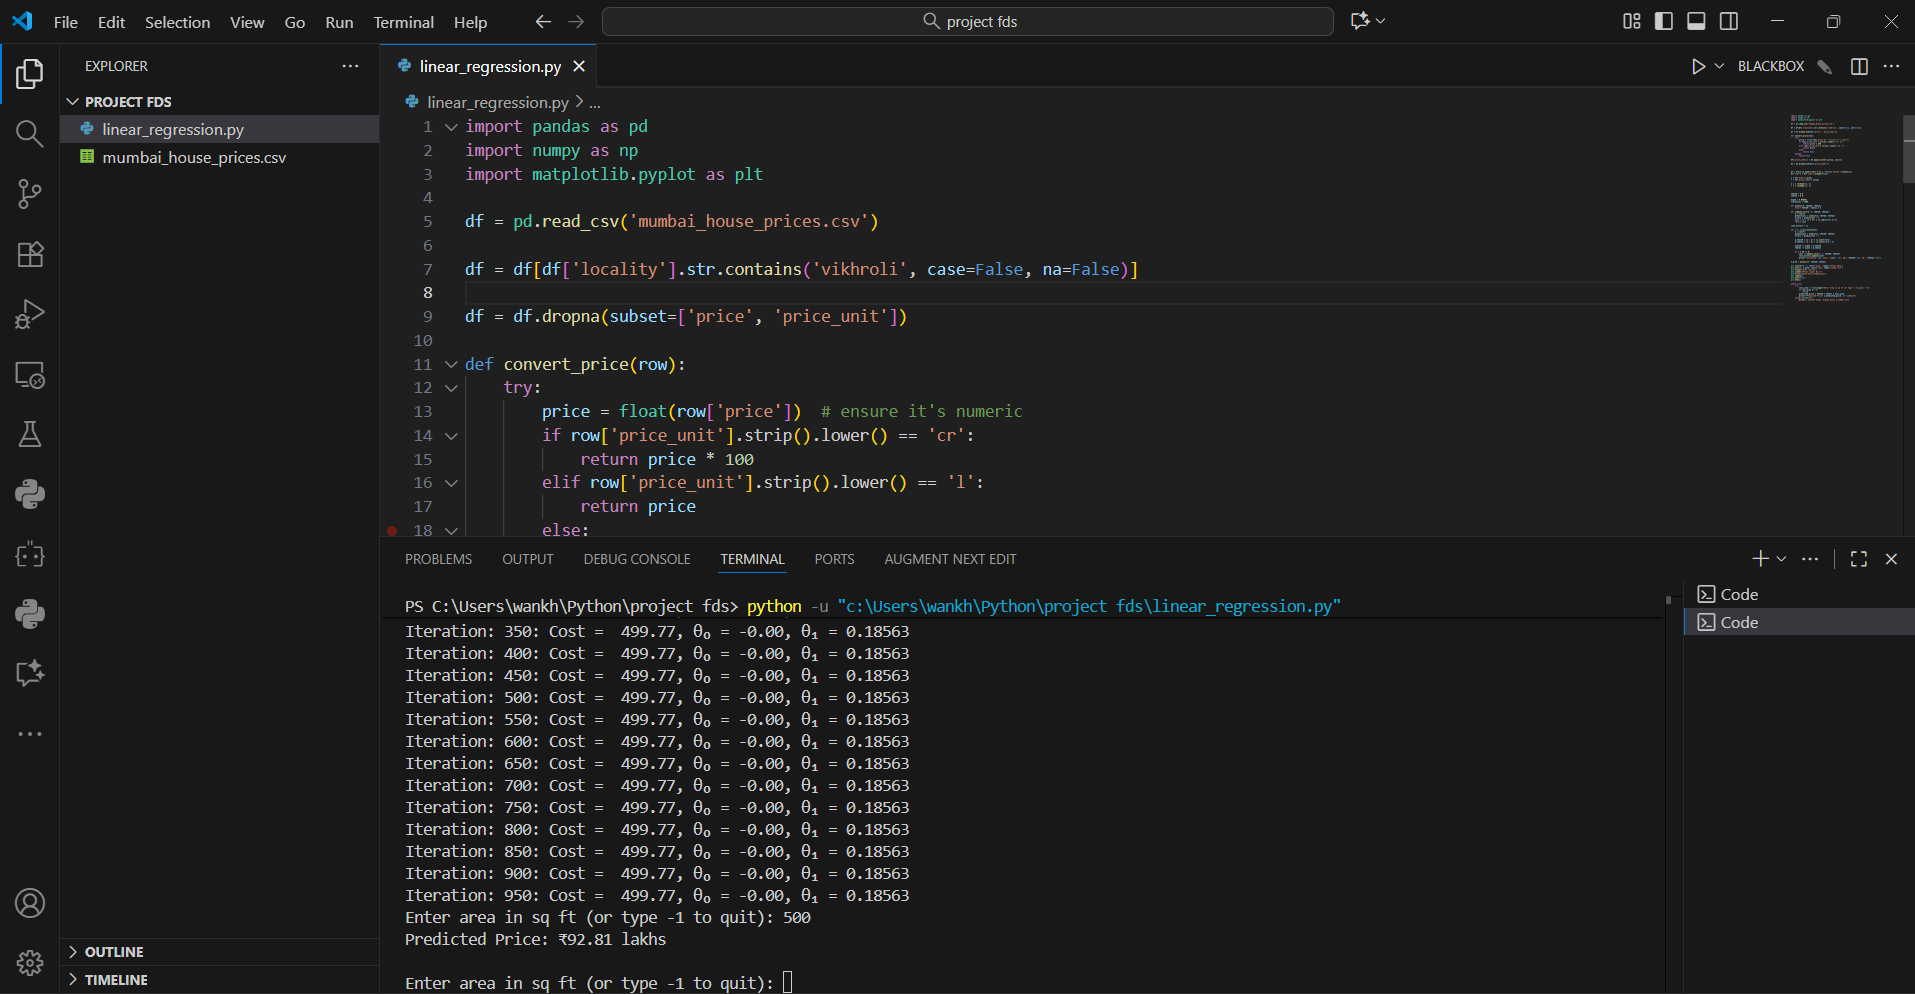 File Edit Selection View Go Run Terminal Help
project fds
EXPLORER
PROJECT FDS
linear_regression.py
mumbai_house_prices.csv
OUTLINE
TIMELINE
linear_regression.py
BLACKBOX
linear_regression.py > ...
1 import pandas as pd
2 import numpy as np
3 import matplotlib.pyplot as plt
4
5 df = pd.read_csv('mumbai_house_prices.csv')
6
7 df = df[df['locality'].str.contains('vikhroli', case=False, na=False)]
8
9 df = df.dropna(subset=['price', 'price_unit'])
10
11 def convert_price(row):
12 try:
13 price = float(row['price']) # ensure it's numeric
14 if row['price_unit'].strip().lower() == 'cr':
15 return price * 100
16 elif row['price_unit'].strip().lower() == 'l':
17 return price
18 else:
PROBLEMS OUTPUT DEBUG CONSOLE TERMINAL PORTS AUGMENT NEXT EDIT
PS C:\Users\wankh\Python\project fds> python -u "c:\Users\wankh\Python\project fds\linear_regression.py"
Iteration: 350: Cost =  499.77, θ₀ = -0.00, θ₁ = 0.18563
Iteration: 400: Cost =  499.77, θ₀ = -0.00, θ₁ = 0.18563
Iteration: 450: Cost =  499.77, θ₀ = -0.00, θ₁ = 0.18563
Iteration: 500: Cost =  499.77, θ₀ = -0.00, θ₁ = 0.18563
Iteration: 550: Cost =  499.77, θ₀ = -0.00, θ₁ = 0.18563
Iteration: 600: Cost =  499.77, θ₀ = -0.00, θ₁ = 0.18563
Iteration: 650: Cost =  499.77, θ₀ = -0.00, θ₁ = 0.18563
Iteration: 700: Cost =  499.77, θ₀ = -0.00, θ₁ = 0.18563
Iteration: 750: Cost =  499.77, θ₀ = -0.00, θ₁ = 0.18563
Iteration: 800: Cost =  499.77, θ₀ = -0.00, θ₁ = 0.18563
Iteration: 850: Cost =  499.77, θ₀ = -0.00, θ₁ = 0.18563
Iteration: 900: Cost =  499.77, θ₀ = -0.00, θ₁ = 0.18563
Iteration: 950: Cost =  499.77, θ₀ = -0.00, θ₁ = 0.18563
Enter area in sq ft (or type -1 to quit): 500
Predicted Price: ₹92.81 lakhs
Enter area in sq ft (or type -1 to quit):
Code
Code